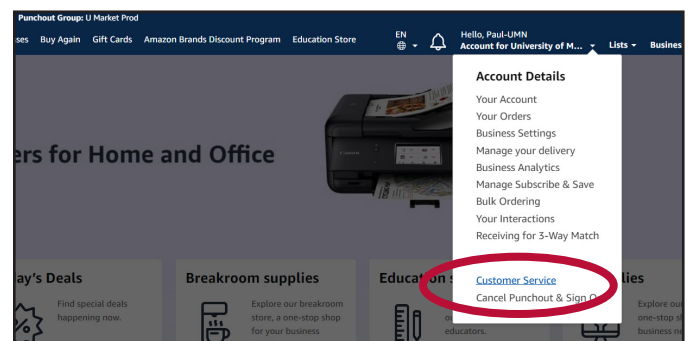 Punchout Group: U Market Prod
Buy Again Gift Cards Amazon Brands Discount Program Education Store
EN
Hello, Paul-UMN
Account for University of M... Lists Busines
Account Details
Your Account
Your Orders
Business Settings
Manage your delivery
Business Analytics
Manage Subscribe & Save
Bulk Ordering
Your Interactions
Receiving for 3-Way Match
Customer Service
Cancel Punchout & Sign O
ers for Home and Office
Canon
ay's Deals
Find special deals
happening now.
Breakroom supplies
Explore our breakroom
store, a one-stop shop
for your business
Education s
educators.
lies
Explore our
one-stop s
business ne